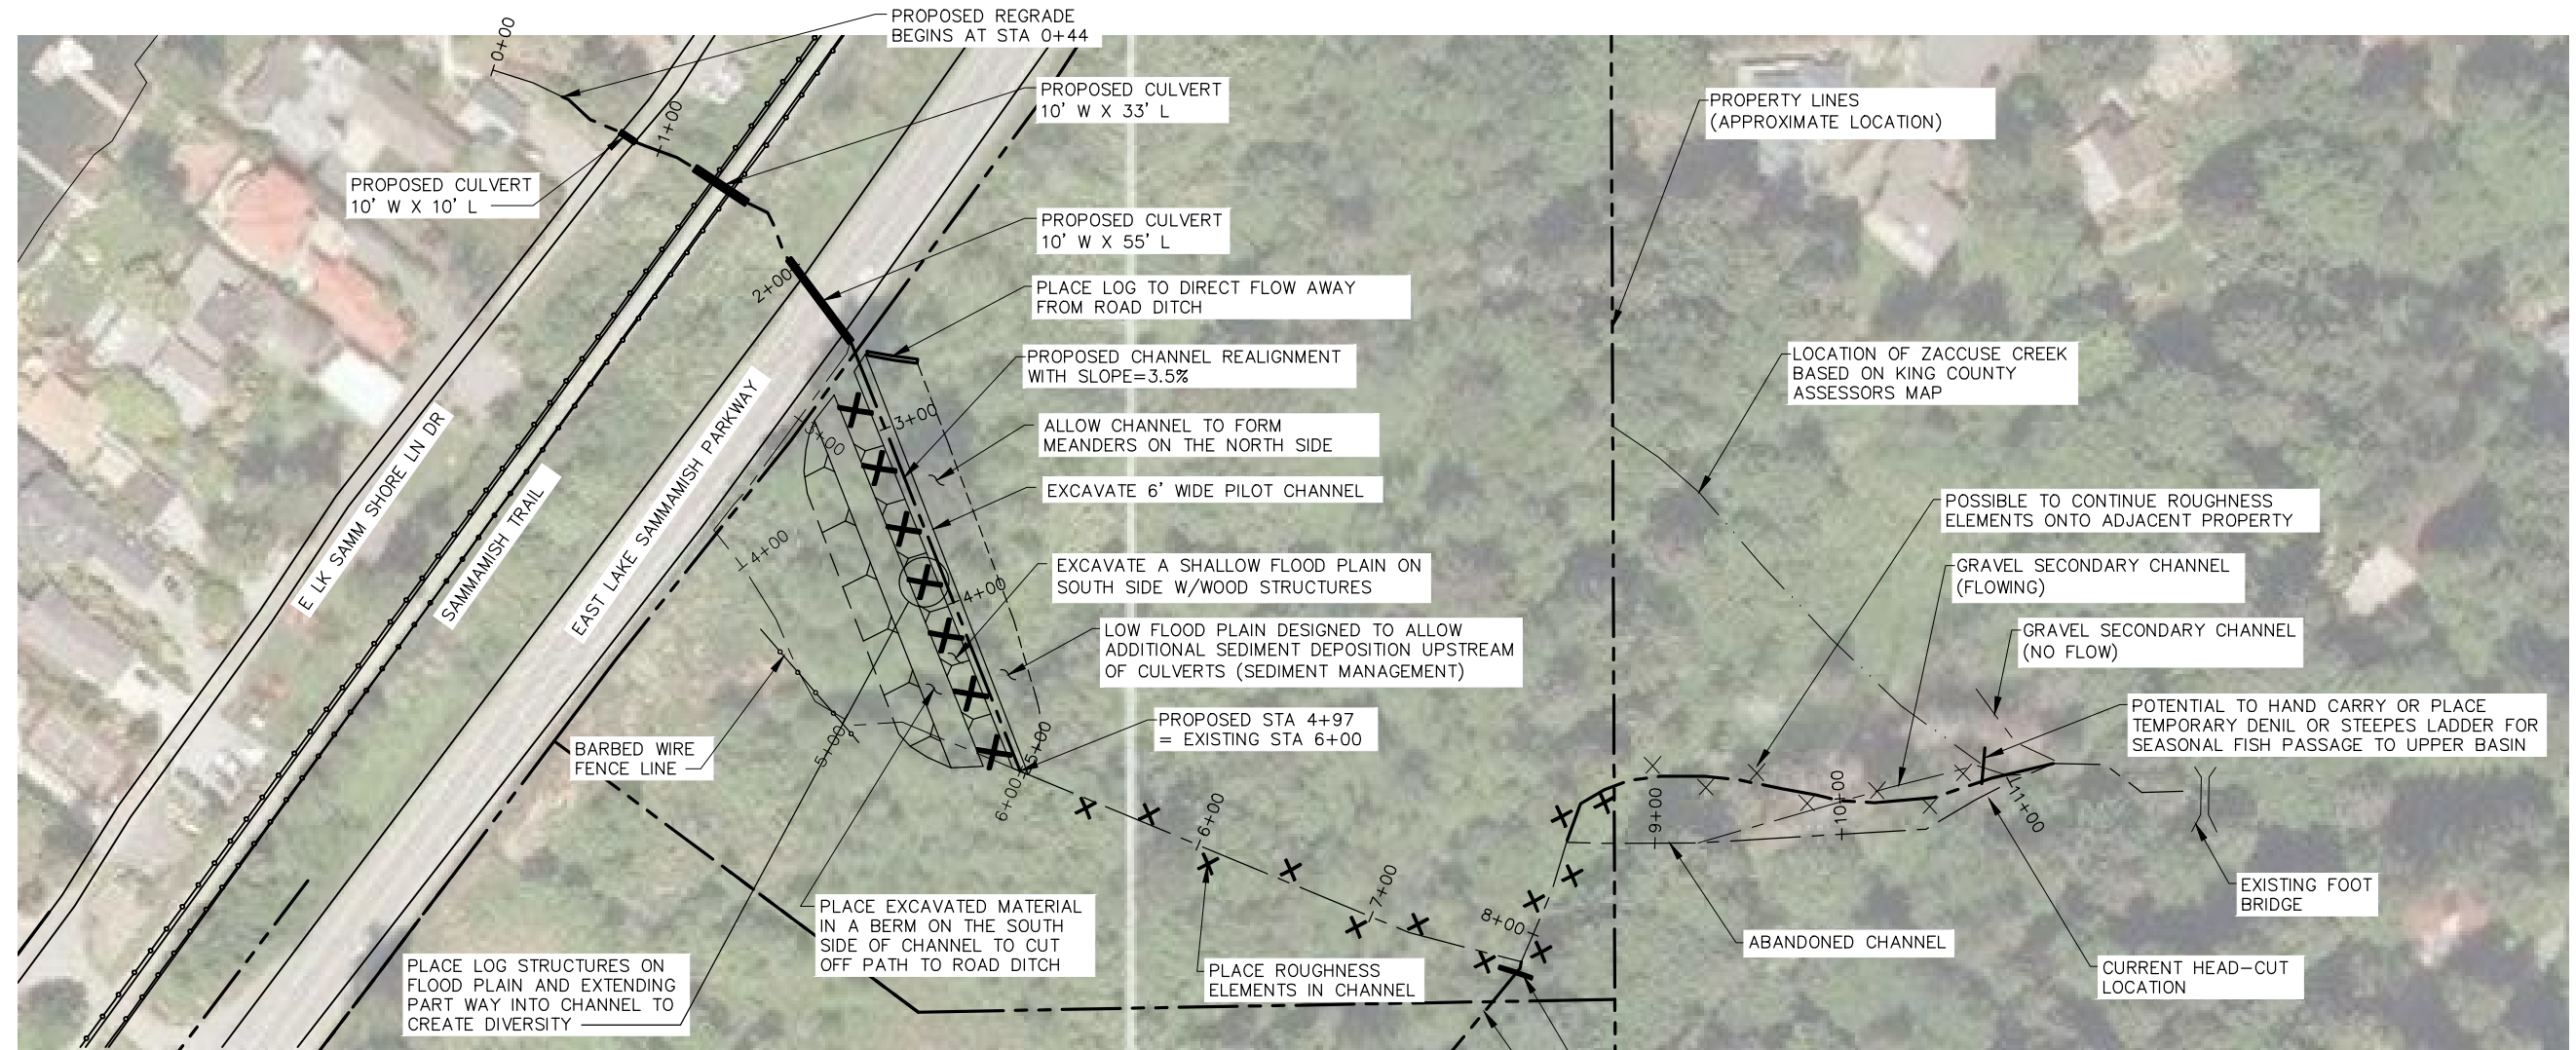 0+00
PROPOSED REGRADE
BEGINS AT STA 0+44
PROPOSED CULVERT
10' W X 33' L
1+00
PROPERTY LINES
(APPROXIMATE LOCATION)
PROPOSED CULVERT
10' W X 10' L
PROPOSED CULVERT
10' W X 55' L
2+00
PLACE LOG TO DIRECT FLOW AWAY
FROM ROAD DITCH
PROPOSED CHANNEL REALIGNMENT
WITH SLOPE=3.5%
LOCATION OF ZACCUSE CREEK
BASED ON KING COUNTY
ASSESSORS MAP
3+00
3+00
ALLOW CHANNEL TO FORM
MEANDERS ON THE NORTH SIDE
EXCAVATE 6' WIDE PILOT CHANNEL
POSSIBLE TO CONTINUE ROUGHNESS
ELEMENTS ONTO ADJACENT PROPERTY
E LK SAMM SHORE LN DR
SAMMAMISH TRAIL
EAST LAKE SAMMAMISH PARKWAY
4+00
4+00
EXCAVATE A SHALLOW FLOOD PLAIN ON
SOUTH SIDE W/WOOD STRUCTURES
GRAVEL SECONDARY CHANNEL
(FLOWING)
LOW FLOOD PLAIN DESIGNED TO ALLOW
ADDITIONAL SEDIMENT DEPOSITION UPSTREAM
OF CULVERTS (SEDIMENT MANAGEMENT)
GRAVEL SECONDARY CHANNEL
(NO FLOW)
PROPOSED STA 4+97
= EXISTING STA 6+00
POTENTIAL TO HAND CARRY OR PLACE
TEMPORARY DENIL OR STEEPES LADDER FOR
SEASONAL FISH PASSAGE TO UPPER BASIN
BARBED WIRE
FENCE LINE
5+00
5+00
6+00
6+00
7+00
8+00
9+00
10+00
11+00
EXISTING FOOT
BRIDGE
PLACE EXCAVATED MATERIAL
IN A BERM ON THE SOUTH
SIDE OF CHANNEL TO CUT
OFF PATH TO ROAD DITCH
ABANDONED CHANNEL
PLACE LOG STRUCTURES ON
FLOOD PLAIN AND EXTENDING
PART WAY INTO CHANNEL TO
CREATE DIVERSITY
PLACE ROUGHNESS
ELEMENTS IN CHANNEL
CURRENT HEAD-CUT
LOCATION